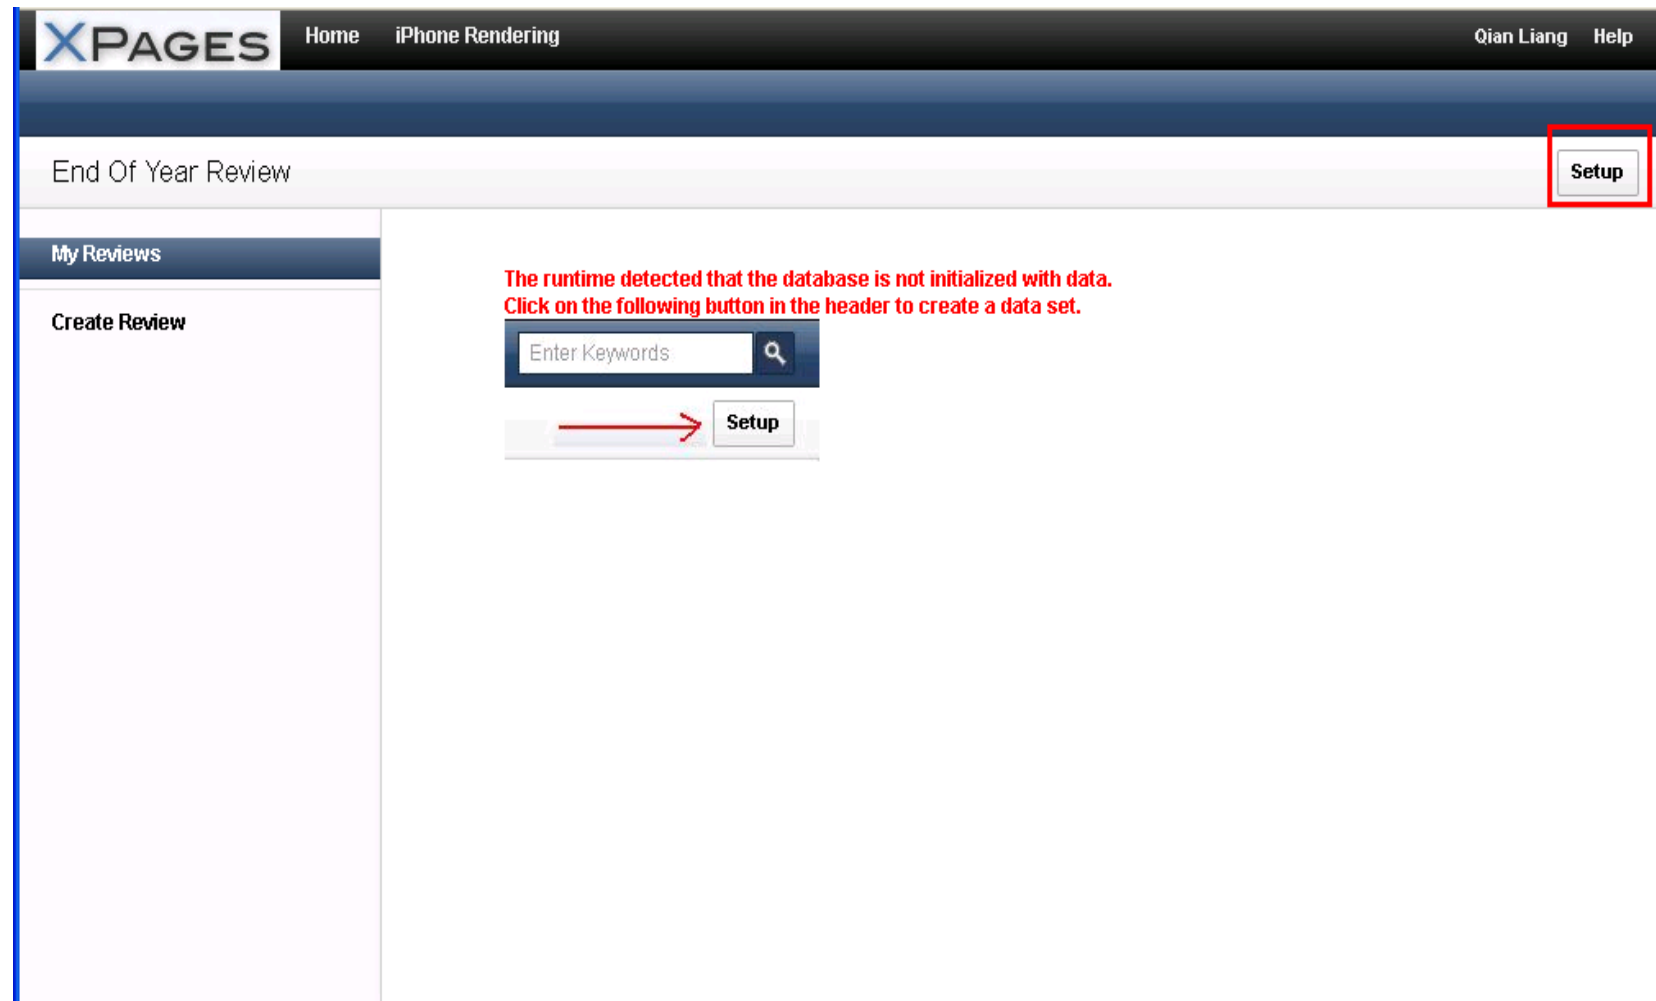 XPAGES Home iPhone Rendering Qian Liang Help
End Of Year Review Setup
My Reviews
Create Review
The runtime detected that the database is not initialized with data.
Click on the following button in the header to create a data set.
Enter Keywords
Setup